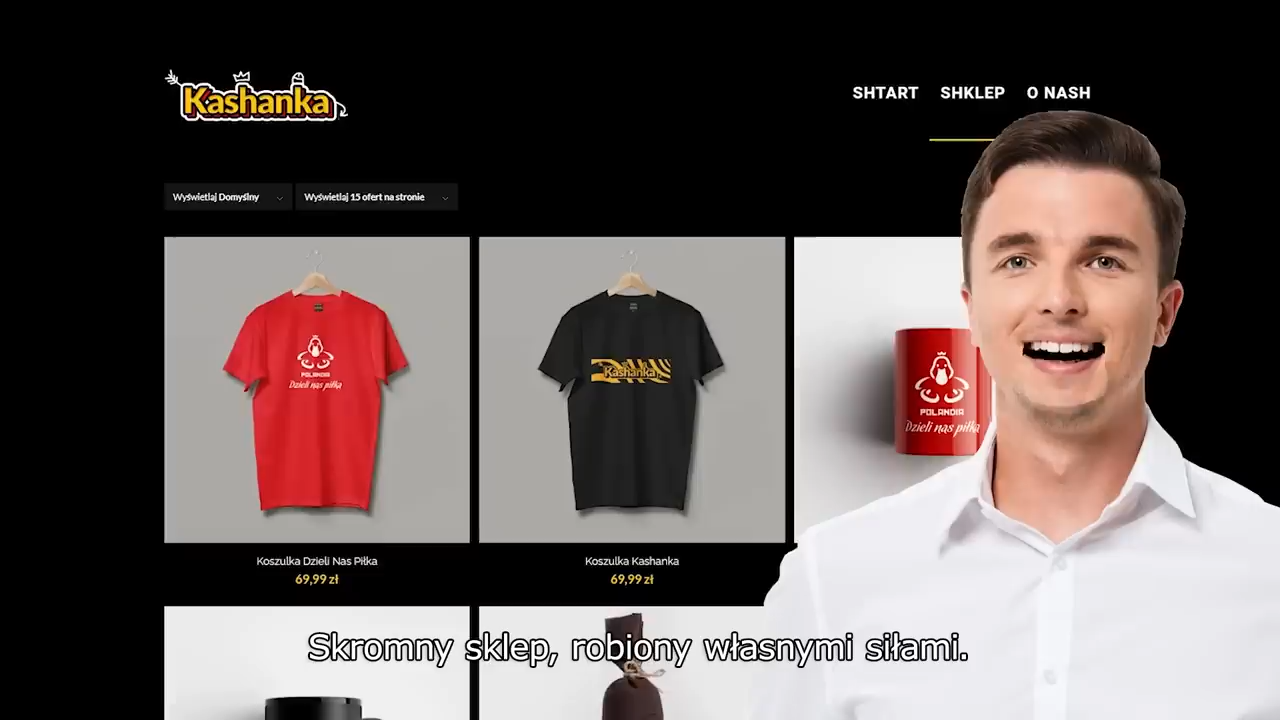 Kashanka
SHTART SHKLEP O NASH
Wyświetlaj Domyślny
Wyświetlaj 15 ofert na stronie
POLANDIA
Dzieli nas piłka
Kashanka
POLANDIA
Dzieli nas piłka
Koszulka Dzieli Nas Piłka
69,99 zł
Koszulka Kashanka
69,99 zł
Skromny sklep, robiony własnymi siłami.